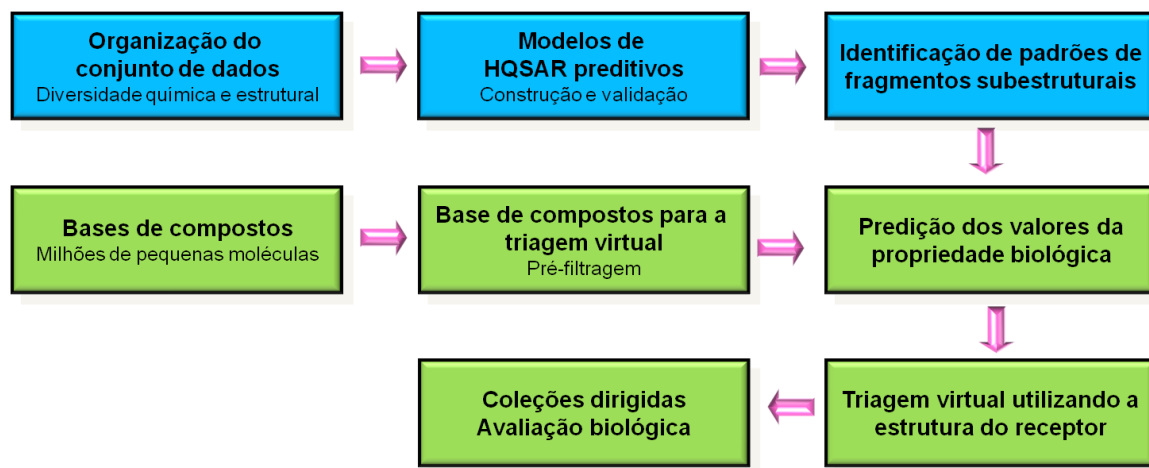 Organização do
conjunto de dados
Diversidade química e estrutural
Modelos de
HQSAR preditivos
Construção e validação
Identificação de padrões de
fragmentos subestruturais
Bases de compostos
Milhões de pequenas moléculas
Base de compostos para a
triagem virtual
Pré-filtragem
Predição dos valores da
propriedade biológica
Coleções dirigidas
Avaliação biológica
Triagem virtual utilizando a
estrutura do receptor